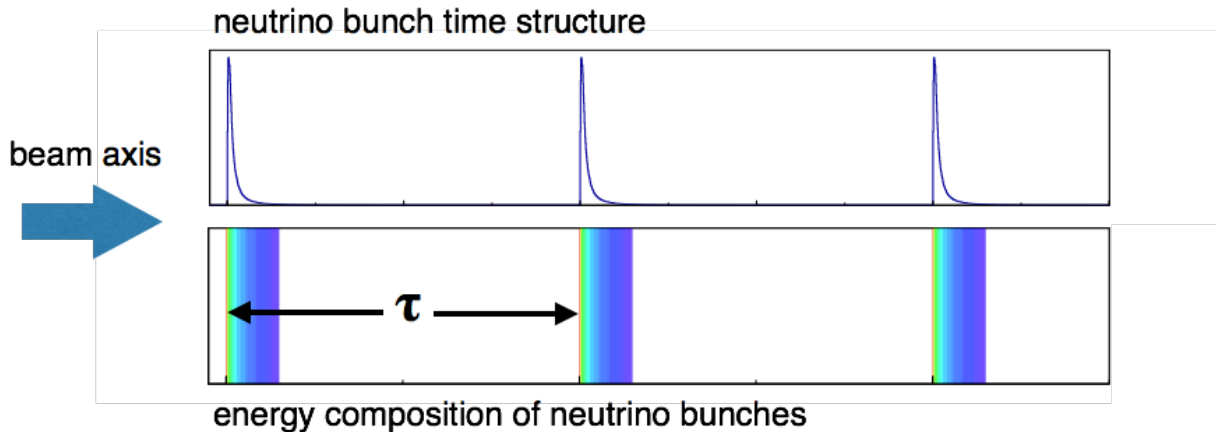 neutrino bunch time structure
beam axis
τ
energy composition of neutrino bunches